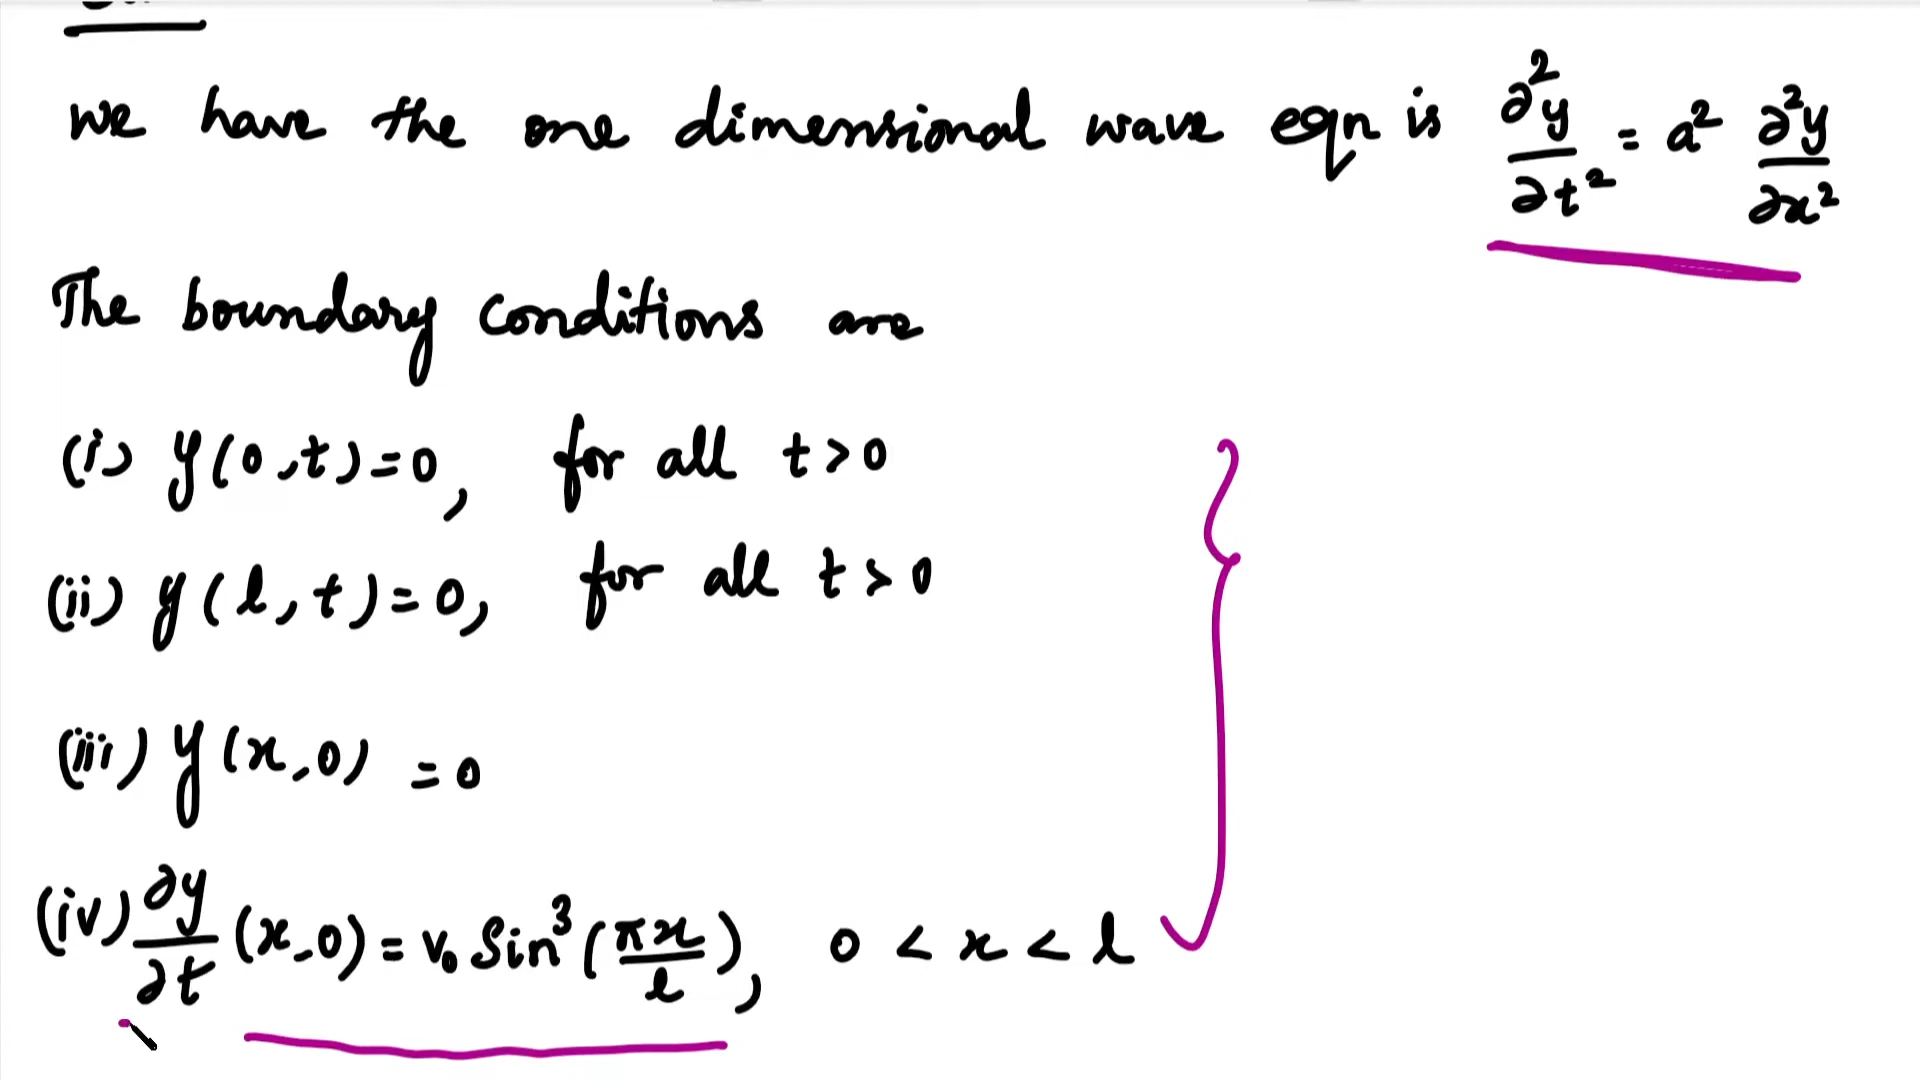 we have the one dimensional wave eqn is ∂²y/∂t² = a² ∂²y/∂x²
The boundary conditions are
(i) y(0,t)=0, for all t>0
(ii) y(l,t)=0, for all t>0
(iii) y(x,0) =0
(iv) ∂y/∂t (x,0) = v₀ Sin³(πx/l), 0 < x < l